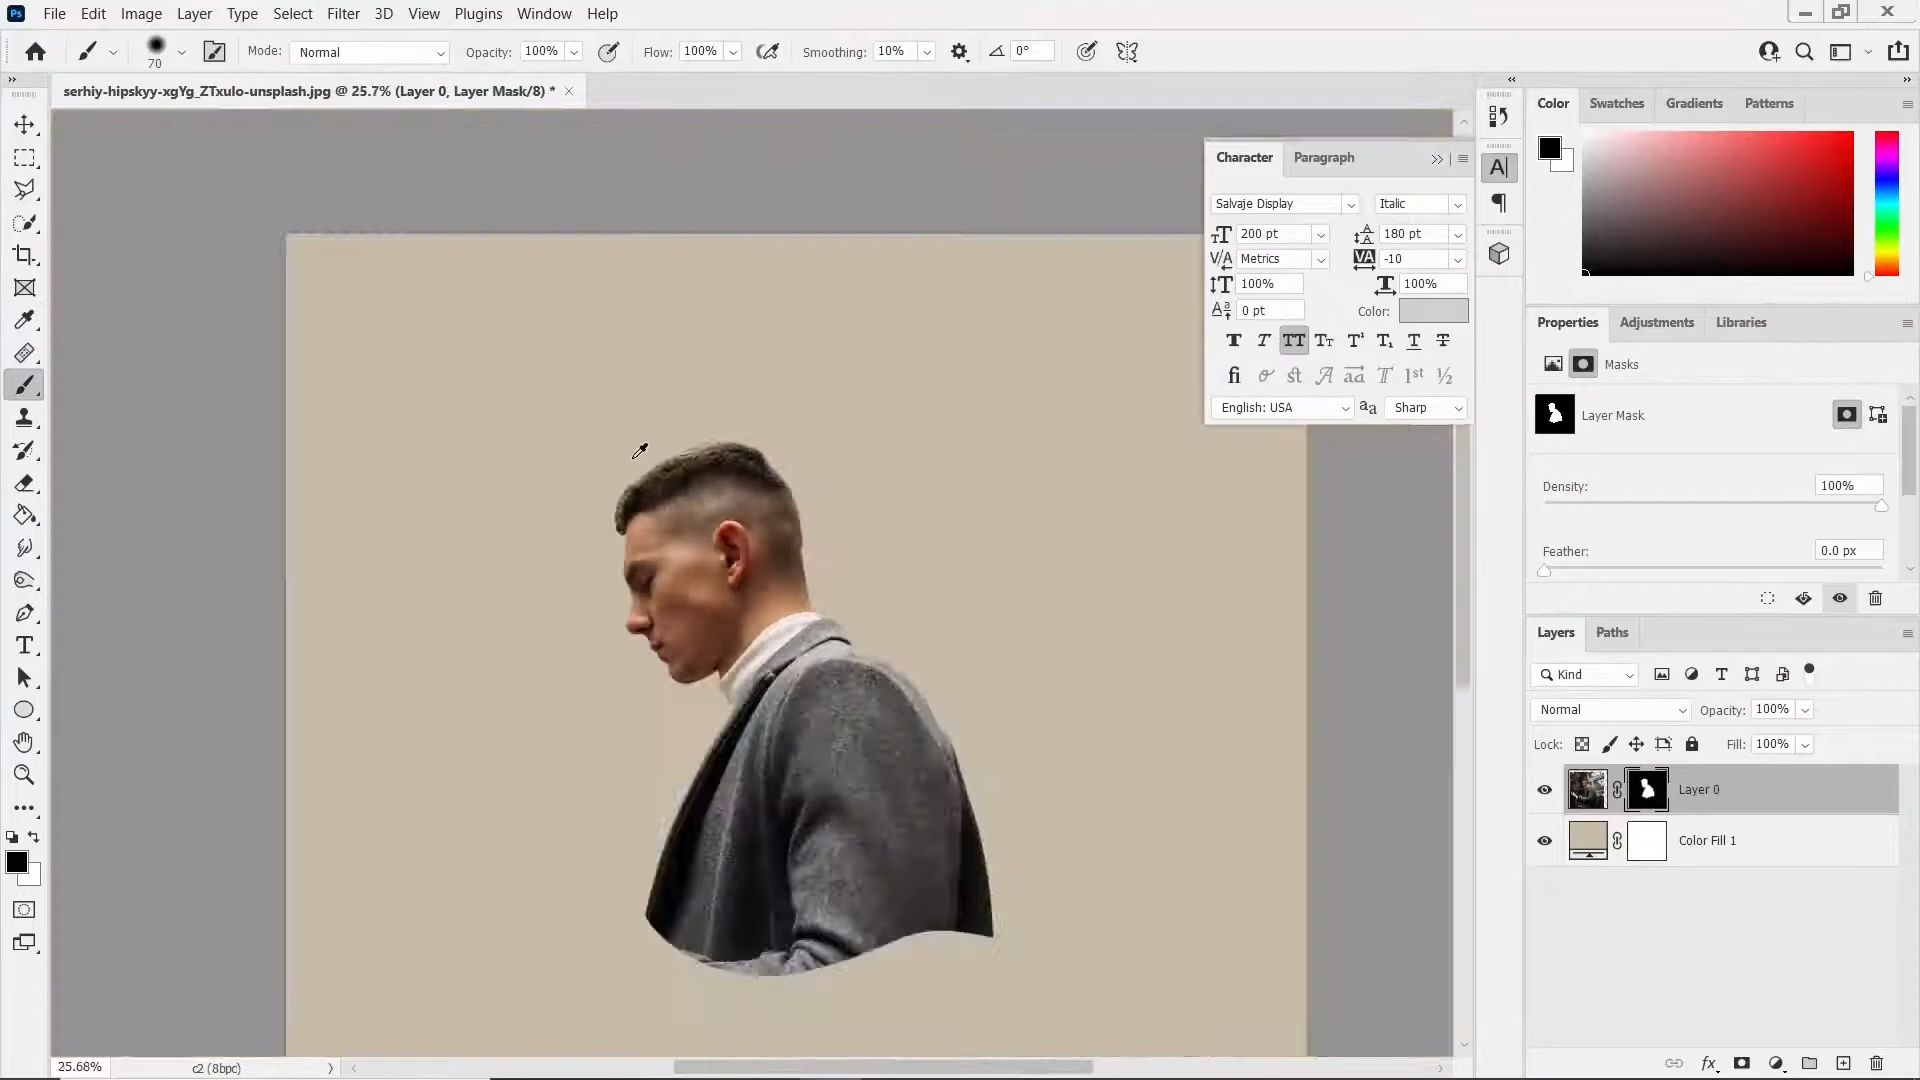 Ps File Edit Image Layer Type Select Filter 3D View Plugins Window Help
70 Mode: Normal Opacity: 100% Flow: 100% Smoothing: 10% 0°
serhiy-hipskyy-xgYg_ZTxulo-unsplash.jpg @ 25.7% (Layer 0, Layer Mask/8) *
Color Swatches Gradients Patterns
Character Paragraph
Salvaje Display Italic
200 pt 180 pt
Metrics -10
100% 100%
0 pt Color:
English: USA Sharp
Properties Adjustments Libraries
Masks
Layer Mask
Density: 100%
Feather: 0.0 px
Layers Paths
Kind
Normal Opacity: 100%
Lock: Fill: 100%
Layer 0
Color Fill 1
25.68% c2 (8bpc)